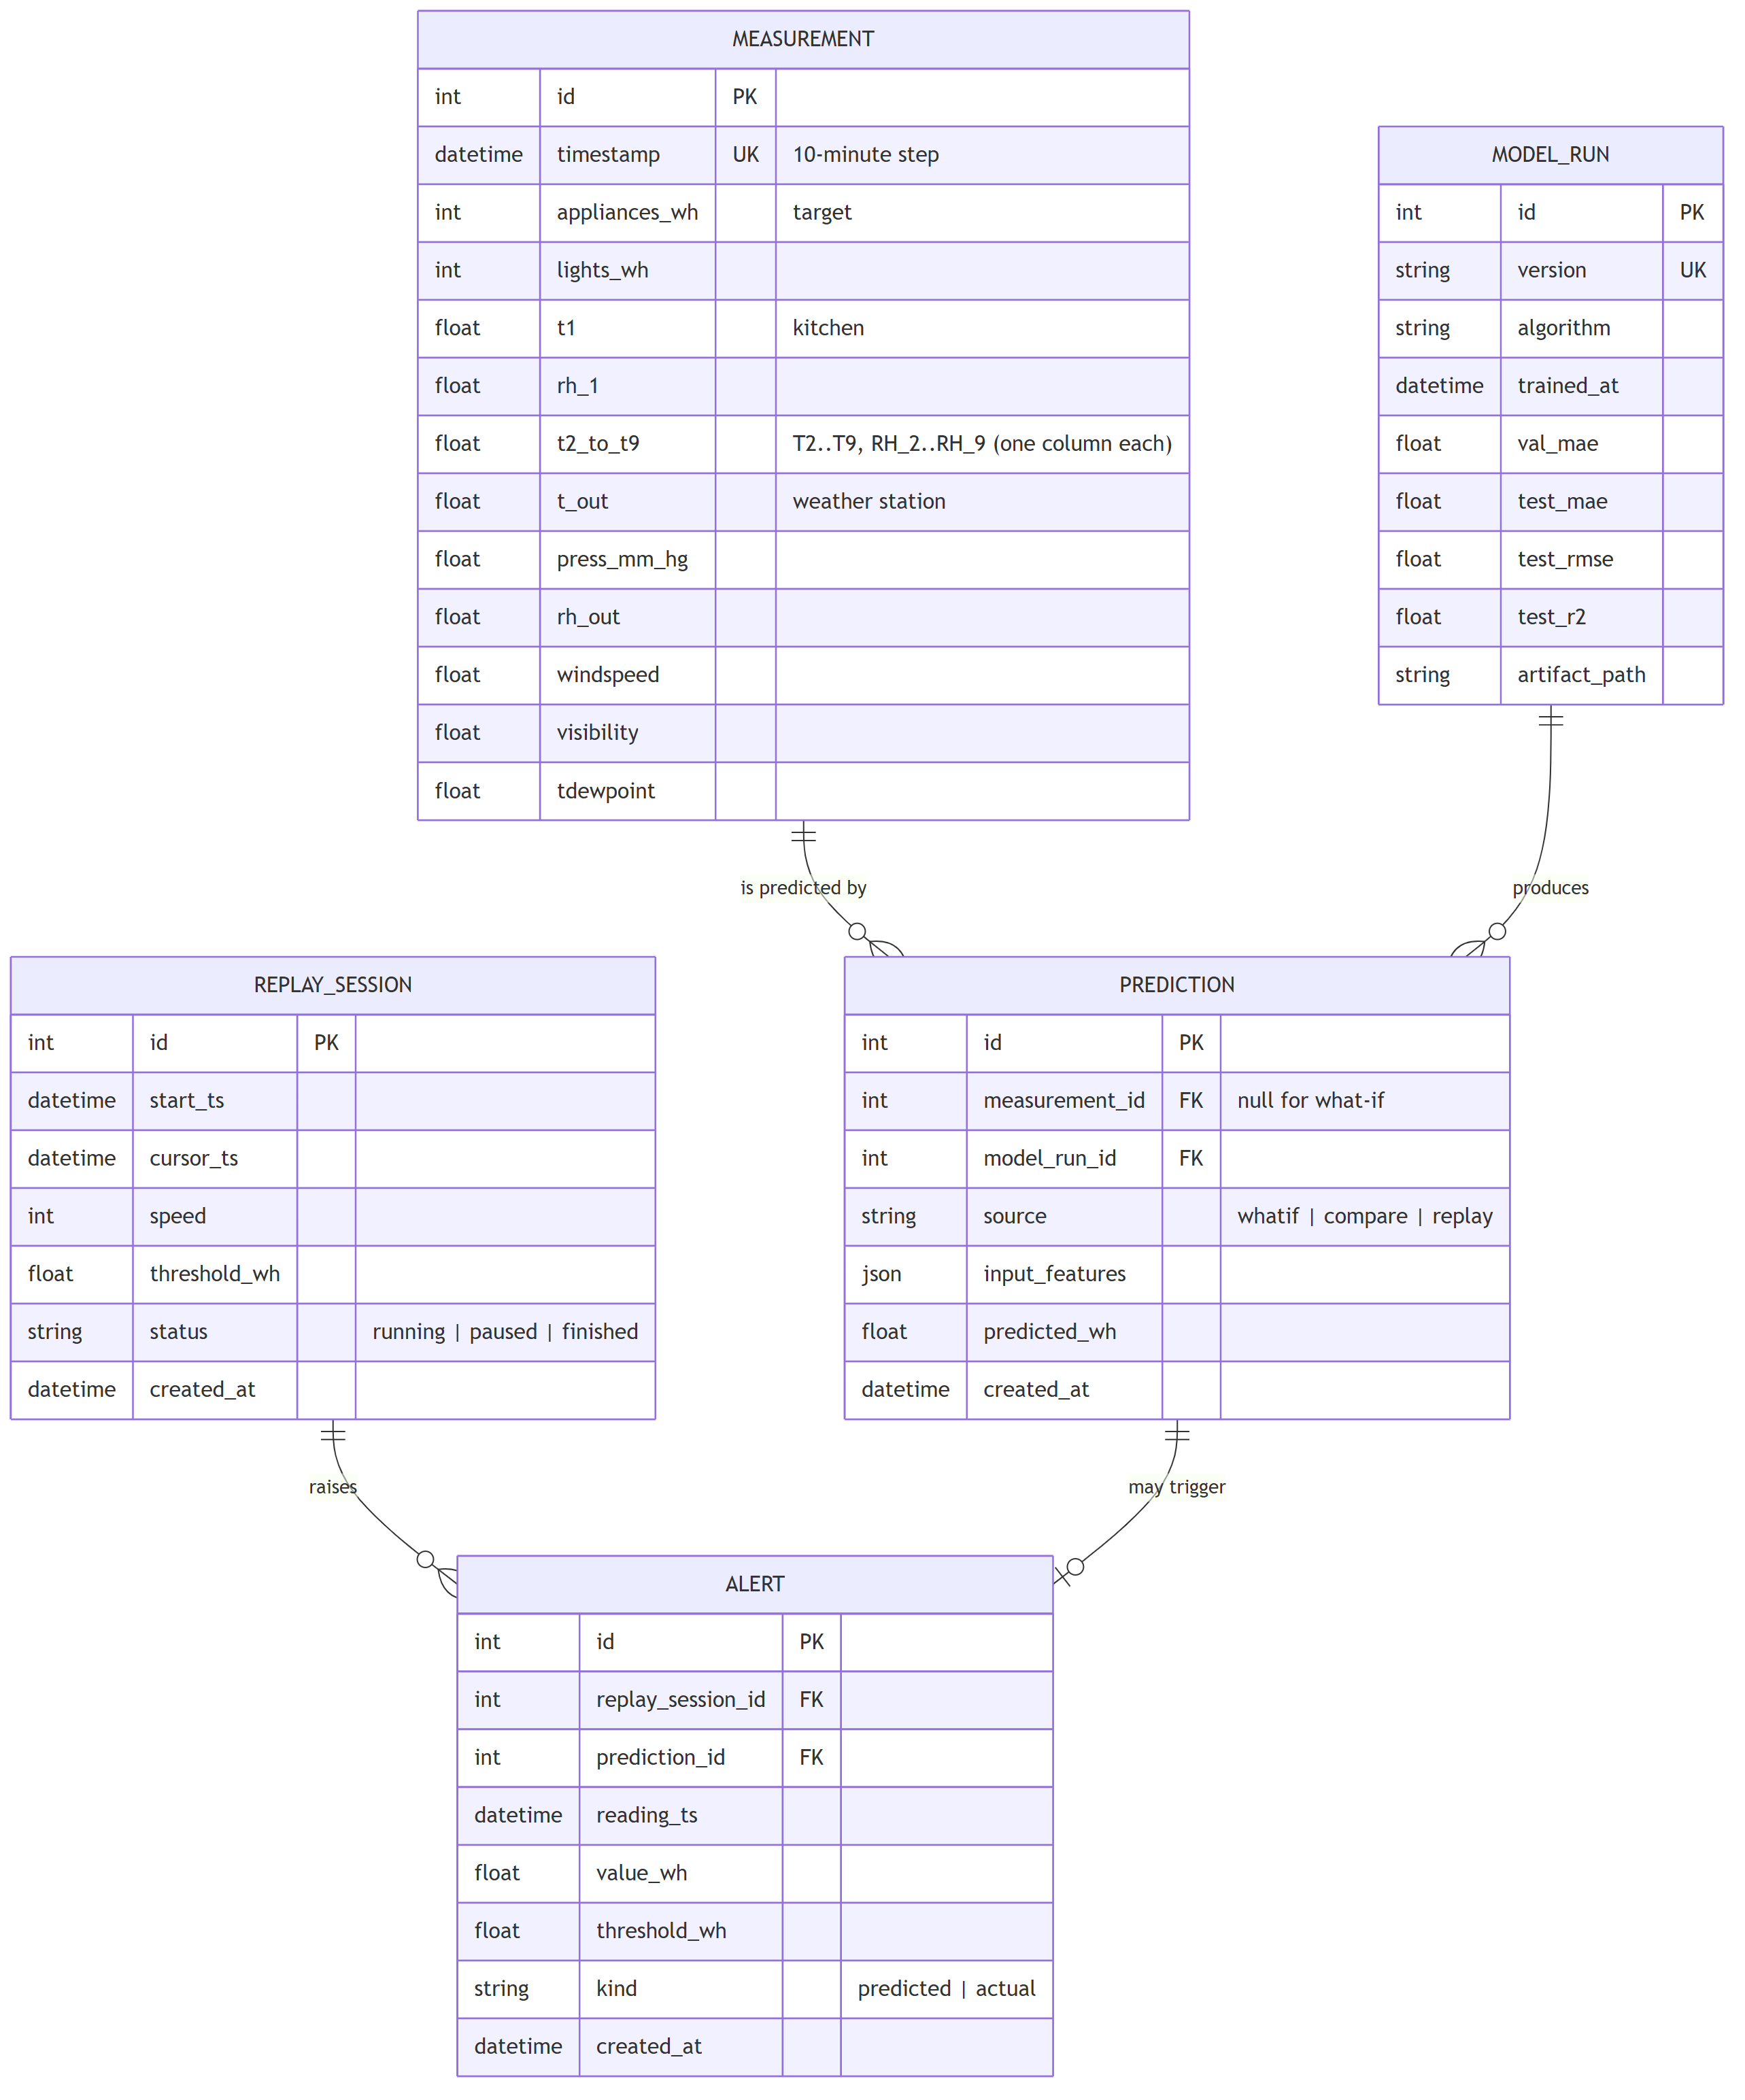 MEASUREMENT
int id PK
datetime timestamp UK 10-minute step
int appliances_wh target
int lights_wh
float t1 kitchen
float rh_1
float t2_to_t9 T2..T9, RH_2..RH_9 (one column each)
float t_out weather station
float press_mm_hg
float rh_out
float windspeed
float visibility
float tdewpoint
MODEL_RUN
int id PK
string version UK
string algorithm
datetime trained_at
float val_mae
float test_mae
float test_rmse
float test_r2
string artifact_path
is predicted by
produces
REPLAY_SESSION
int id PK
datetime start_ts
datetime cursor_ts
int speed
float threshold_wh
string status running | paused | finished
datetime created_at
PREDICTION
int id PK
int measurement_id FK null for what-if
int model_run_id FK
string source whatif | compare | replay
json input_features
float predicted_wh
datetime created_at
raises
may trigger
ALERT
int id PK
int replay_session_id FK
int prediction_id FK
datetime reading_ts
float value_wh
float threshold_wh
string kind predicted | actual
datetime created_at